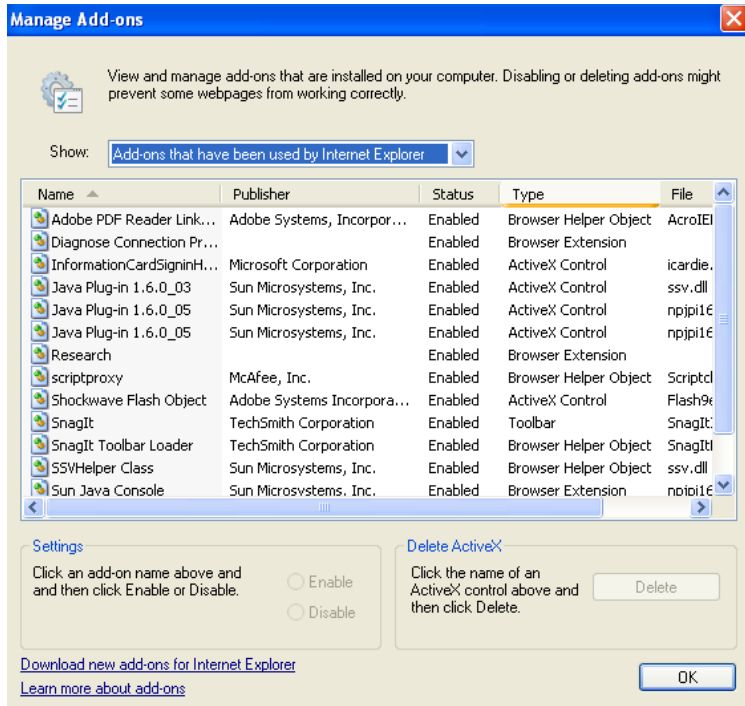 Manage Add-ons
View and manage add-ons that are installed on your computer. Disabling or deleting add-ons might
prevent some webpages from working correctly.
Show: Add-ons that have been used by Internet Explorer
Name Publisher Status Type File
Adobe PDF Reader Link... Adobe Systems, Incorpor... Enabled Browser Helper Object AcroIEI
Diagnose Connection Pr... Enabled Browser Extension
InformationCardSigninH... Microsoft Corporation Enabled ActiveX Control icardie.
Java Plug-in 1.6.0_03 Sun Microsystems, Inc. Enabled ActiveX Control ssv.dll
Java Plug-in 1.6.0_05 Sun Microsystems, Inc. Enabled ActiveX Control npjpi16
Java Plug-in 1.6.0_05 Sun Microsystems, Inc. Enabled ActiveX Control npjpi16
Research Enabled Browser Extension
scriptproxy McAfee, Inc. Enabled Browser Helper Object Scriptcl
Shockwave Flash Object Adobe Systems Incorpora... Enabled ActiveX Control Flash9e
SnagIt TechSmith Corporation Enabled Toolbar SnagIt
SnagIt Toolbar Loader TechSmith Corporation Enabled Browser Helper Object SnagIt
SSVHelper Class Sun Microsystems, Inc. Enabled Browser Helper Object ssv.dll
Sun Java Console Sun Microsystems, Inc. Enabled Browser Extension npjpi16
Settings
Click an add-on name above and
and then click Enable or Disable.
Enable
Disable
Delete ActiveX
Click the name of an
ActiveX control above and
then click Delete.
Delete
Download new add-ons for Internet Explorer
Learn more about add-ons
OK